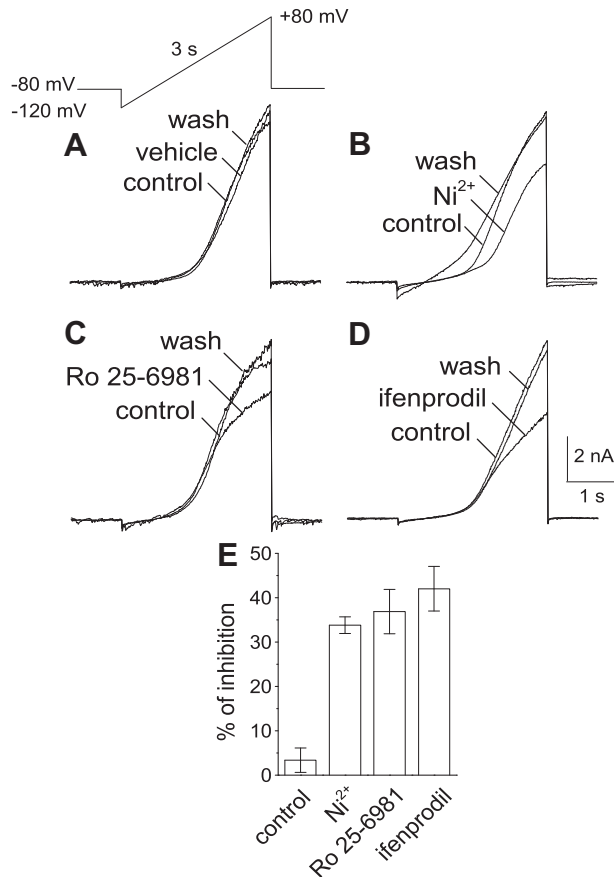 +80 mV
3 s
-80 mV
-120 mV
A
wash
vehicle
control
B
wash
Ni2+
control
C
wash
Ro 25-6981
control
D
wash
ifenprodil
control
2 nA
1 s
E
50
40
30
20
10
0
% of inhibition
control
Ni2+
Ro 25-6981
ifenprodil